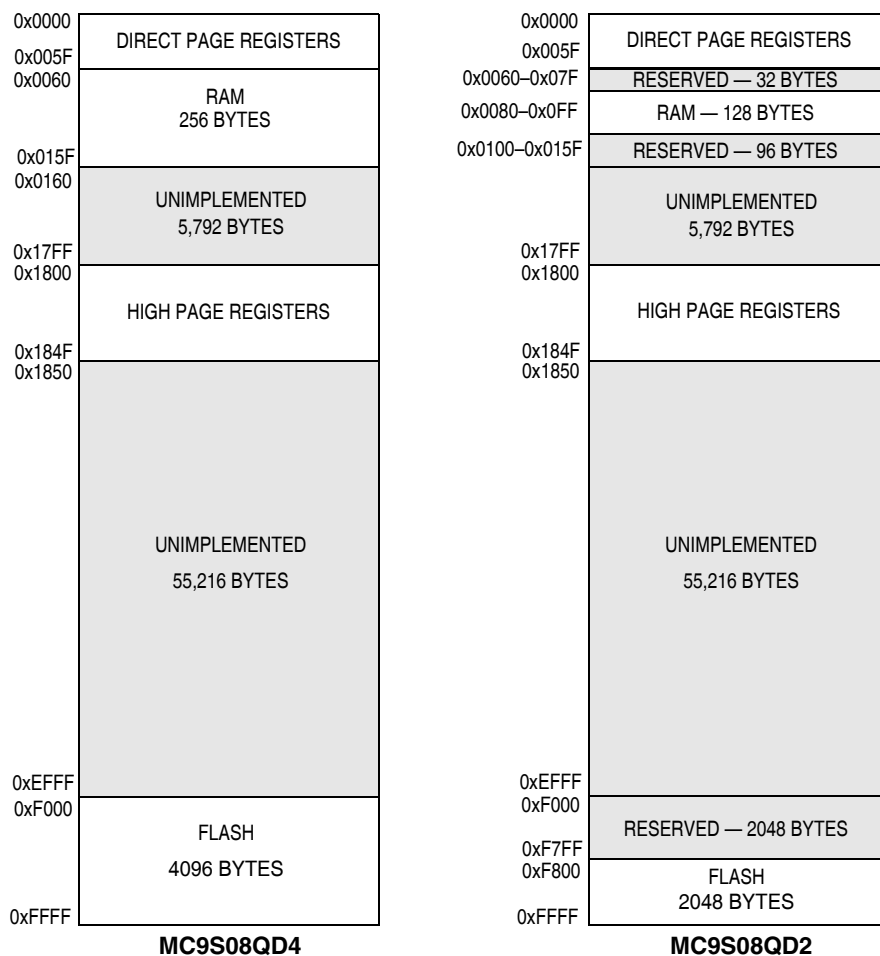 0x0000
DIRECT PAGE REGISTERS
0x005F
0x0060
RAM
256 BYTES
0x015F
0x0160
UNIMPLEMENTED
5,792 BYTES
0x17FF
0x1800
HIGH PAGE REGISTERS
0x184F
0x1850
UNIMPLEMENTED
55,216 BYTES
0xEFFF
0xF000
FLASH
4096 BYTES
0xFFFF
MC9S08QD4
0x0000
DIRECT PAGE REGISTERS
0x005F
0x0060–0x07F
RESERVED — 32 BYTES
0x0080–0x0FF
RAM — 128 BYTES
0x0100–0x015F
RESERVED — 96 BYTES
UNIMPLEMENTED
5,792 BYTES
0x17FF
0x1800
HIGH PAGE REGISTERS
0x184F
0x1850
UNIMPLEMENTED
55,216 BYTES
0xEFFF
0xF000
RESERVED — 2048 BYTES
0xF7FF
0xF800
FLASH
2048 BYTES
0xFFFF
MC9S08QD2